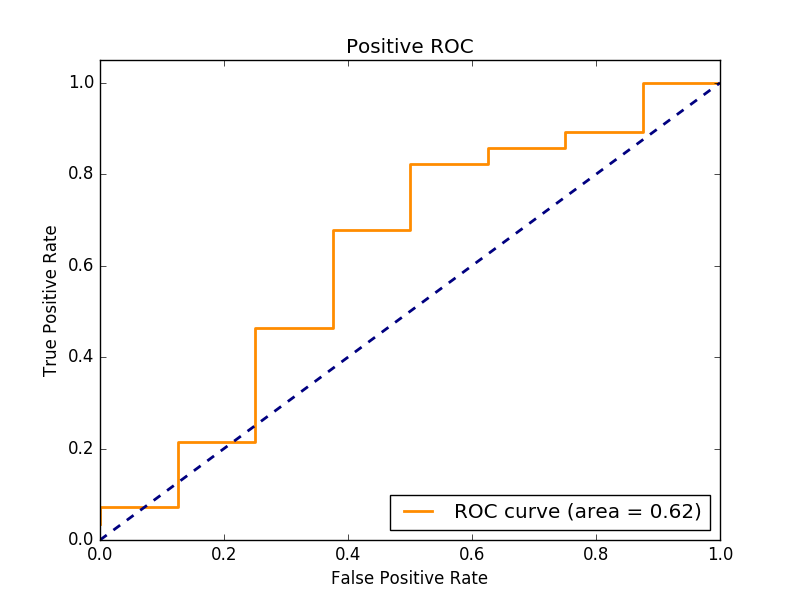 Positive ROC
True Positive Rate
1.0
0.8
0.6
0.4
0.2
0.0
ROC curve (area = 0.62)
0.0 0.2 0.4 0.6 0.8 1.0
False Positive Rate